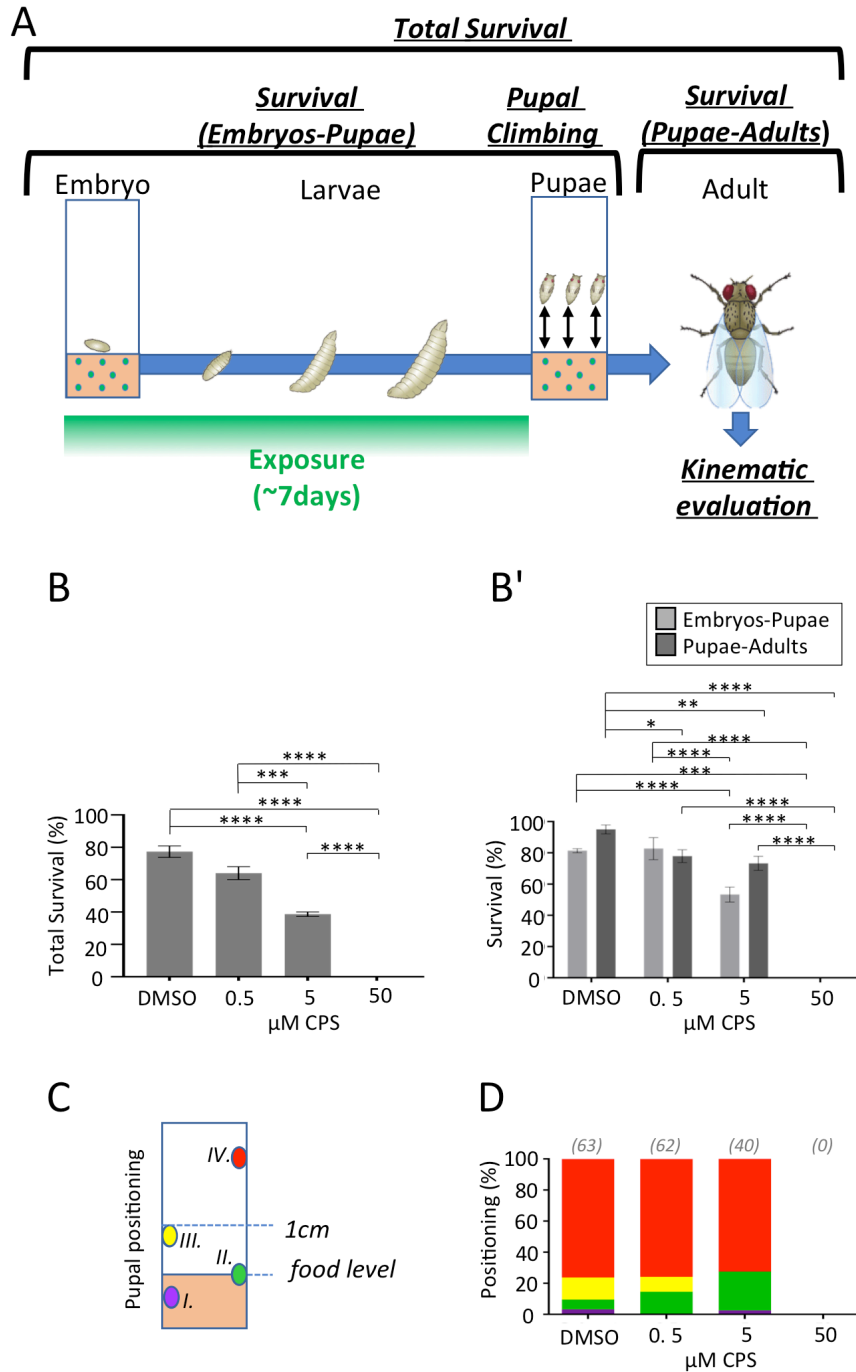 A
Total Survival
Survival
(Embryos-Pupae)
Pupal
Climbing
Survival
(Pupae-Adults)
Embryo
Larvae
Pupae
Adult
Exposure
(~7days)
Kinematic
evaluation
B
****
***
****
****
****
Total Survival (%)
100
80
60
40
20
0
DMSO
0.5
5
50
µM CPS
B'
Embryos-Pupae
Pupae-Adults
****
**
*
****
****
***
****
****
****
****
Survival (%)
100
80
60
40
20
0
DMSO
0. 5
5
50
µM CPS
C
Pupal positioning
IV.
III.
1cm
II.
food level
I.
D
(63)
(62)
(40)
(0)
Positioning (%)
100
80
60
40
20
0
DMSO
0. 5
5
50
µM CPS